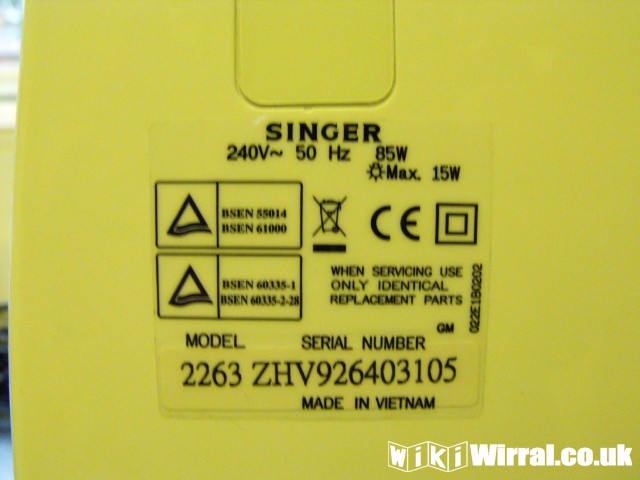 SINGER
240V~ 50 Hz 85W
Max. 15W
BSEN 55014
BSEN 61000
CE
BSEN 60335-1
BSEN 60335-2-28
WHEN SERVICING USE
ONLY IDENTICAL
REPLACEMENT PARTS
GM
022E1B0202
MODEL SERIAL NUMBER
2263 ZHV926403105
MADE IN VIETNAM
wikiWirral.co.uk